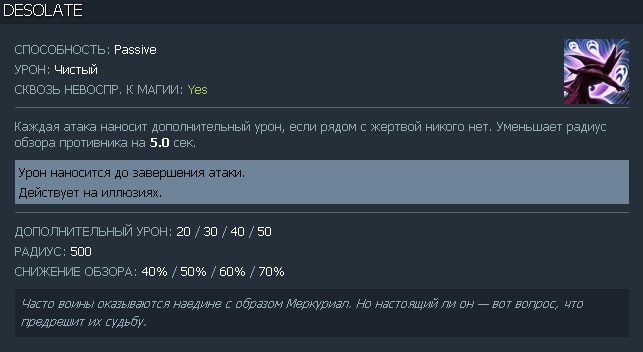 DESOLATE
СПОСОБНОСТЬ: Passive
УРОН: Чистый
СКВОЗЬ НЕВОСПР. К МАГИИ: Yes
Каждая атака наносит дополнительный урон, если рядом с жертвой никого нет. Уменьшает радиус
обзора противника на 5.0 сек.
Урон наносится до завершения атаки.
Действует на иллюзиях.
ДОПОЛНИТЕЛЬНЫЙ УРОН: 20 / 30 / 40 / 50
РАДИУС: 500
СНИЖЕНИЕ ОБЗОРА: 40% / 50% / 60% / 70%
Часто воины оказываются наедине с образом Меркуриал. Но настоящий ли он — вот вопрос, что
предрешит их судьбу.